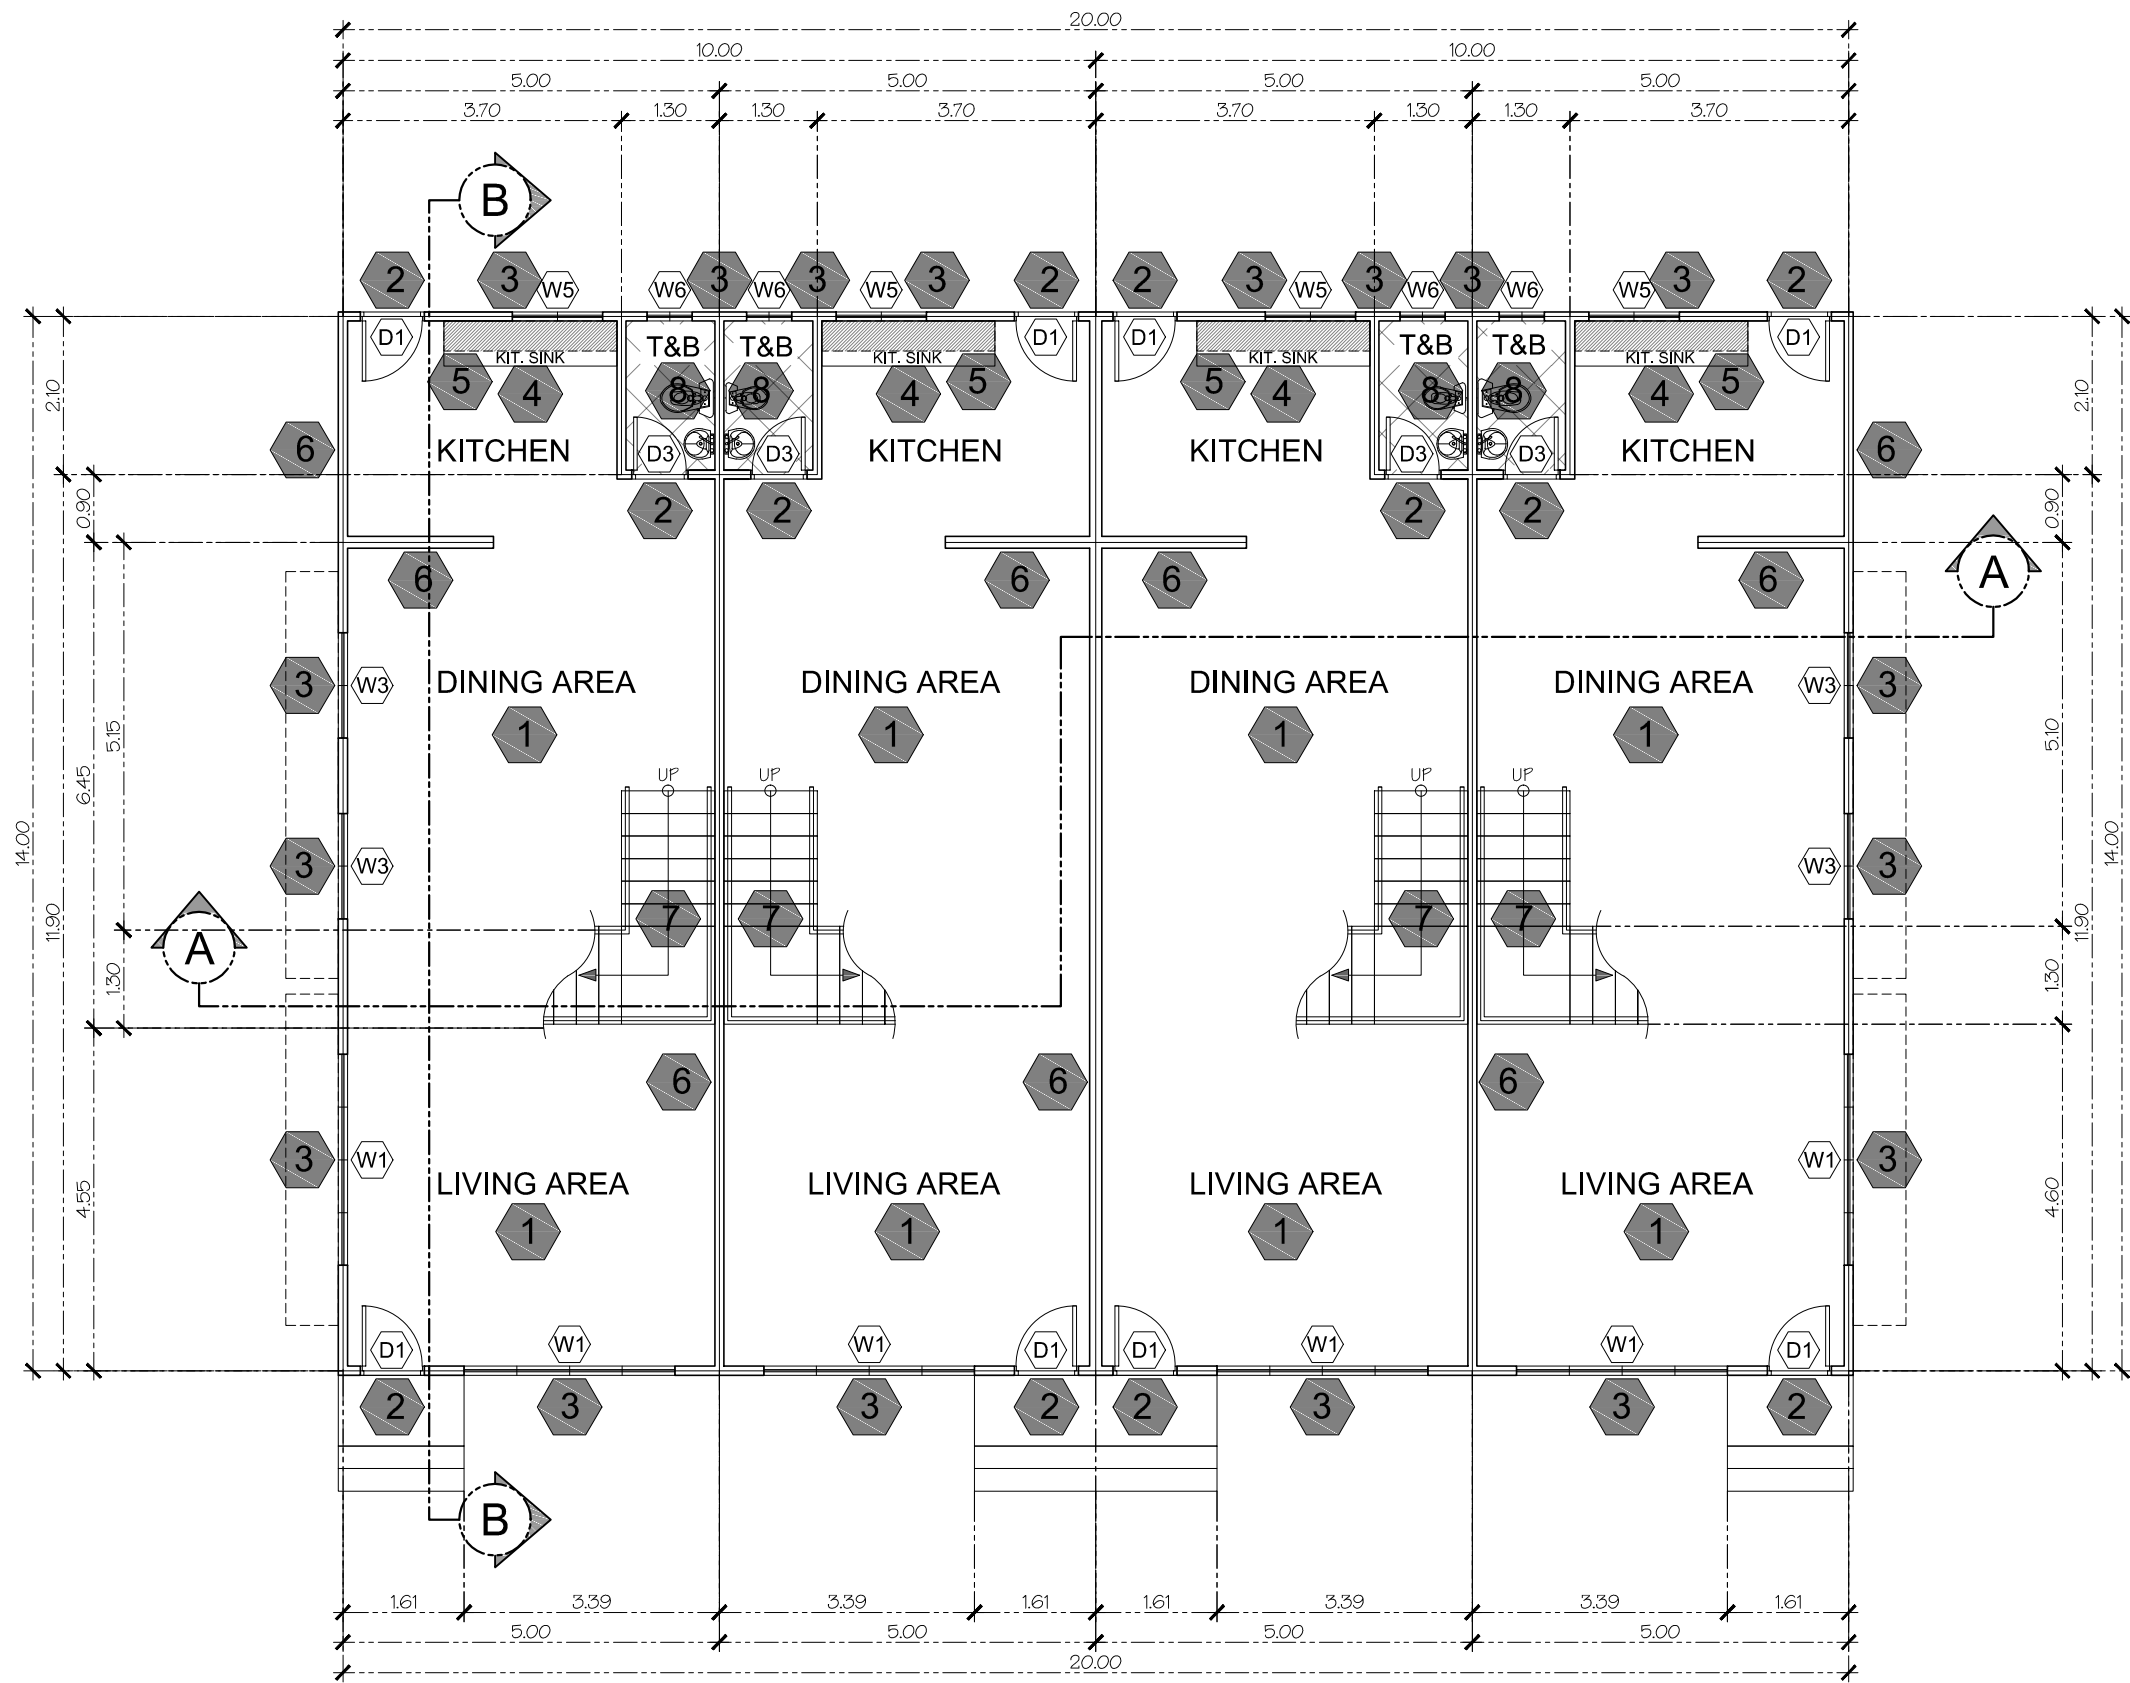 20.00
10.00 10.00
5.00 5.00 5.00 5.00
3.70 1.30 1.30 3.70 3.70 1.30 1.30 3.70
B
2 3 W5 W6 3 W6 3 W5 3 2 2 3 W5 3 W6 3 W6 W5 3 2
D1 T&B T&B D1 D1 T&B T&B D1
KIT. SINK KIT. SINK KIT. SINK KIT. SINK
5 4 8 8 4 5 5 4 8 8 4 5
2.10 2.10
6 KITCHEN D3 D3 KITCHEN KITCHEN D3 D3 KITCHEN 6
0.90 2 2 2 2 0.90
6 6 6 6 A
3 W3 DINING AREA DINING AREA DINING AREA DINING AREA W3 3
1 1 1 1
5.15 5.10
6.45
UP UP UP UP
14.00 14.00
3 W3 W3 3
11.90 7 7 7 7 11.90
A
1.30 1.30
6 6 6
3 W1 W1 3
LIVING AREA LIVING AREA LIVING AREA LIVING AREA
4.55 4.60
1 1 1 1
D1 W1 W1 D1 D1 W1 W1 D1
2 3 3 2 2 3 3 2
B
1.61 3.39 3.39 1.61 1.61 3.39 3.39 1.61
5.00 5.00 5.00 5.00
20.00